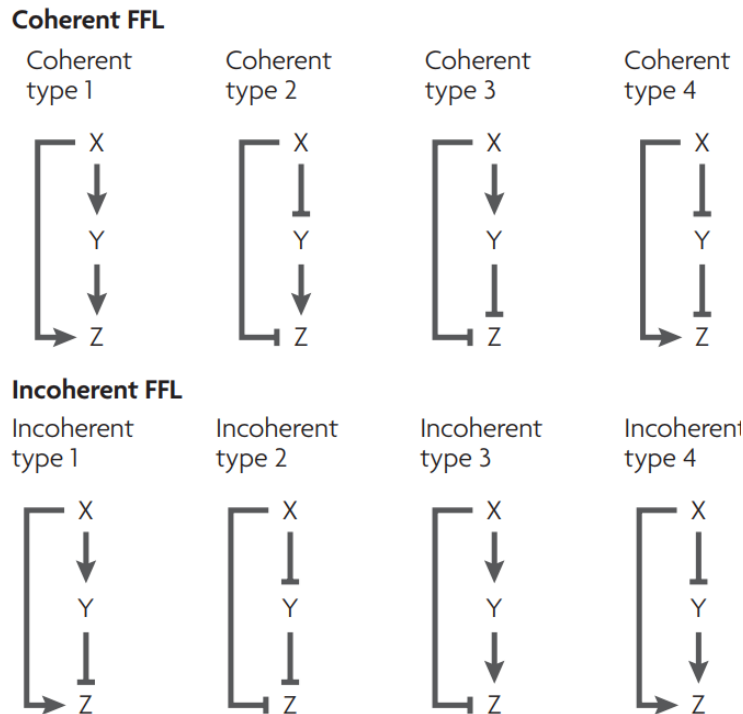 Coherent FFL
Coherent type 1
Coherent type 2
Coherent type 3
Coherent type 4
X
X
X
X
Y
Y
Y
Y
Z
Z
Z
Z
Incoherent FFL
Incoherent type 1
Incoherent type 2
Incoherent type 3
Incoherent type 4
X
X
X
X
Y
Y
Y
Y
Z
Z
Z
Z